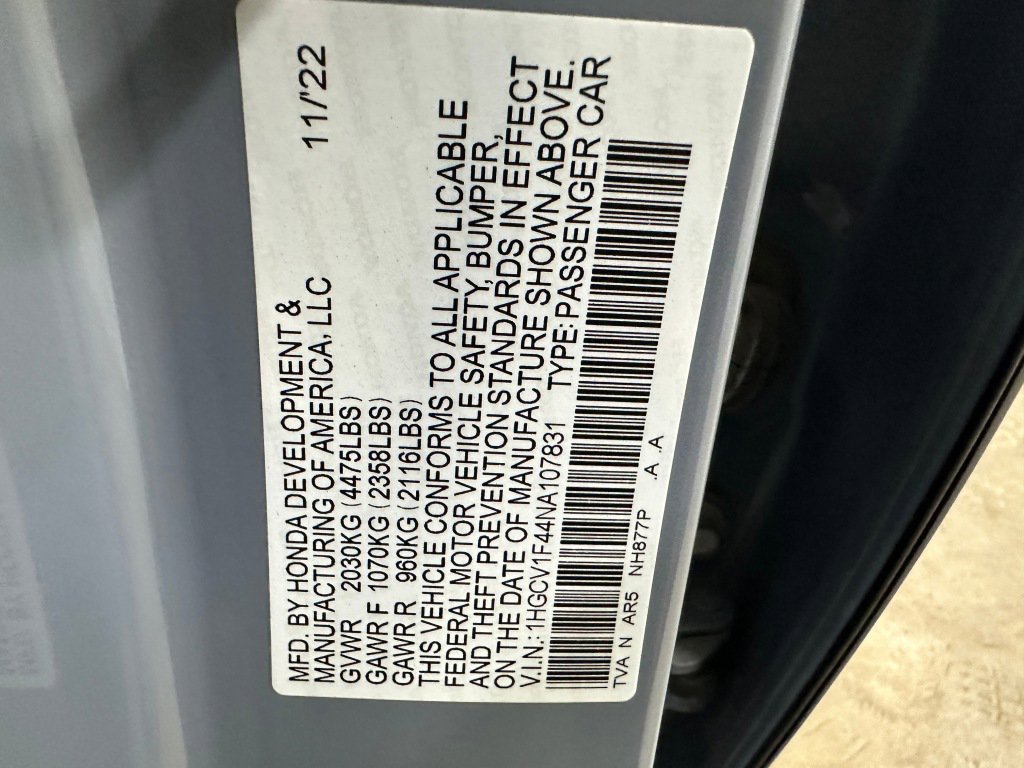 MFD. BY HONDA DEVELOPMENT &
MANUFACTURING OF AMERICA, LLC 11/'22
GVWR 2030KG (4475LBS)
GAWR F 1070KG (2358LBS)
GAWR R 960KG (2116LBS)
THIS VEHICLE CONFORMS TO ALL APPLICABLE
FEDERAL MOTOR VEHICLE SAFETY, BUMPER,
AND THEFT PREVENTION STANDARDS IN EFFECT
ON THE DATE OF MANUFACTURE SHOWN ABOVE.
V.I.N.: 1HGCV1F44NA107831 TYPE: PASSENGER CAR
TVA N AR5 NH877P .A .A